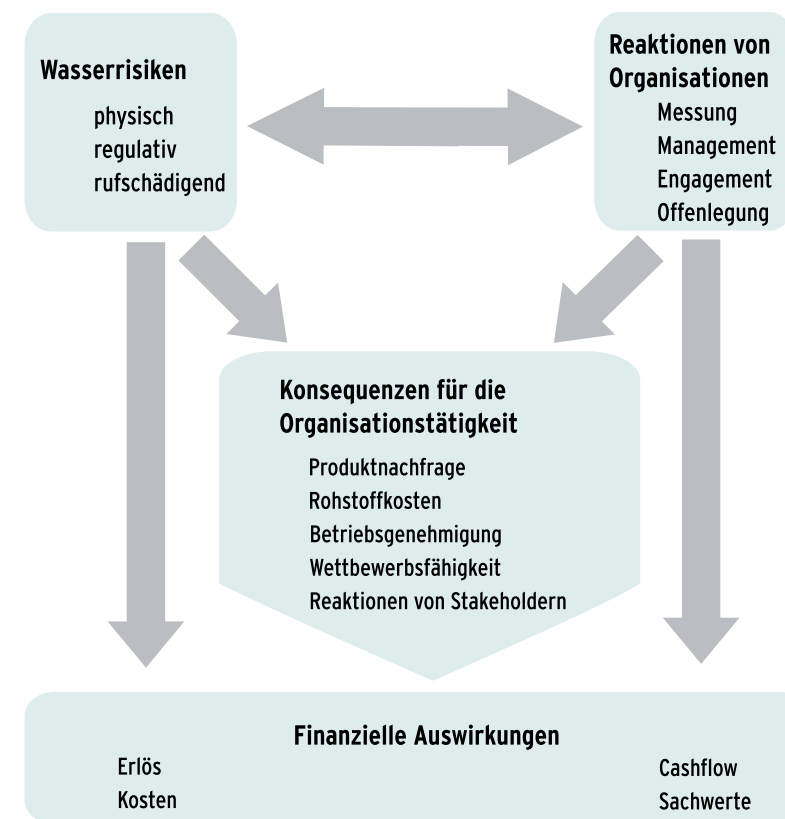 Wasserrisiken
physisch
regulativ
rufschädigend
Reaktionen von
Organisationen
Messung
Management
Engagement
Offenlegung
Konsequenzen für die
Organisationstätigkeit
Produktnachfrage
Rohstoffkosten
Betriebsgenehmigung
Wettbewerbsfähigkeit
Reaktionen von Stakeholdern
Finanzielle Auswirkungen
Erlös
Kosten
Cashflow
Sachwerte